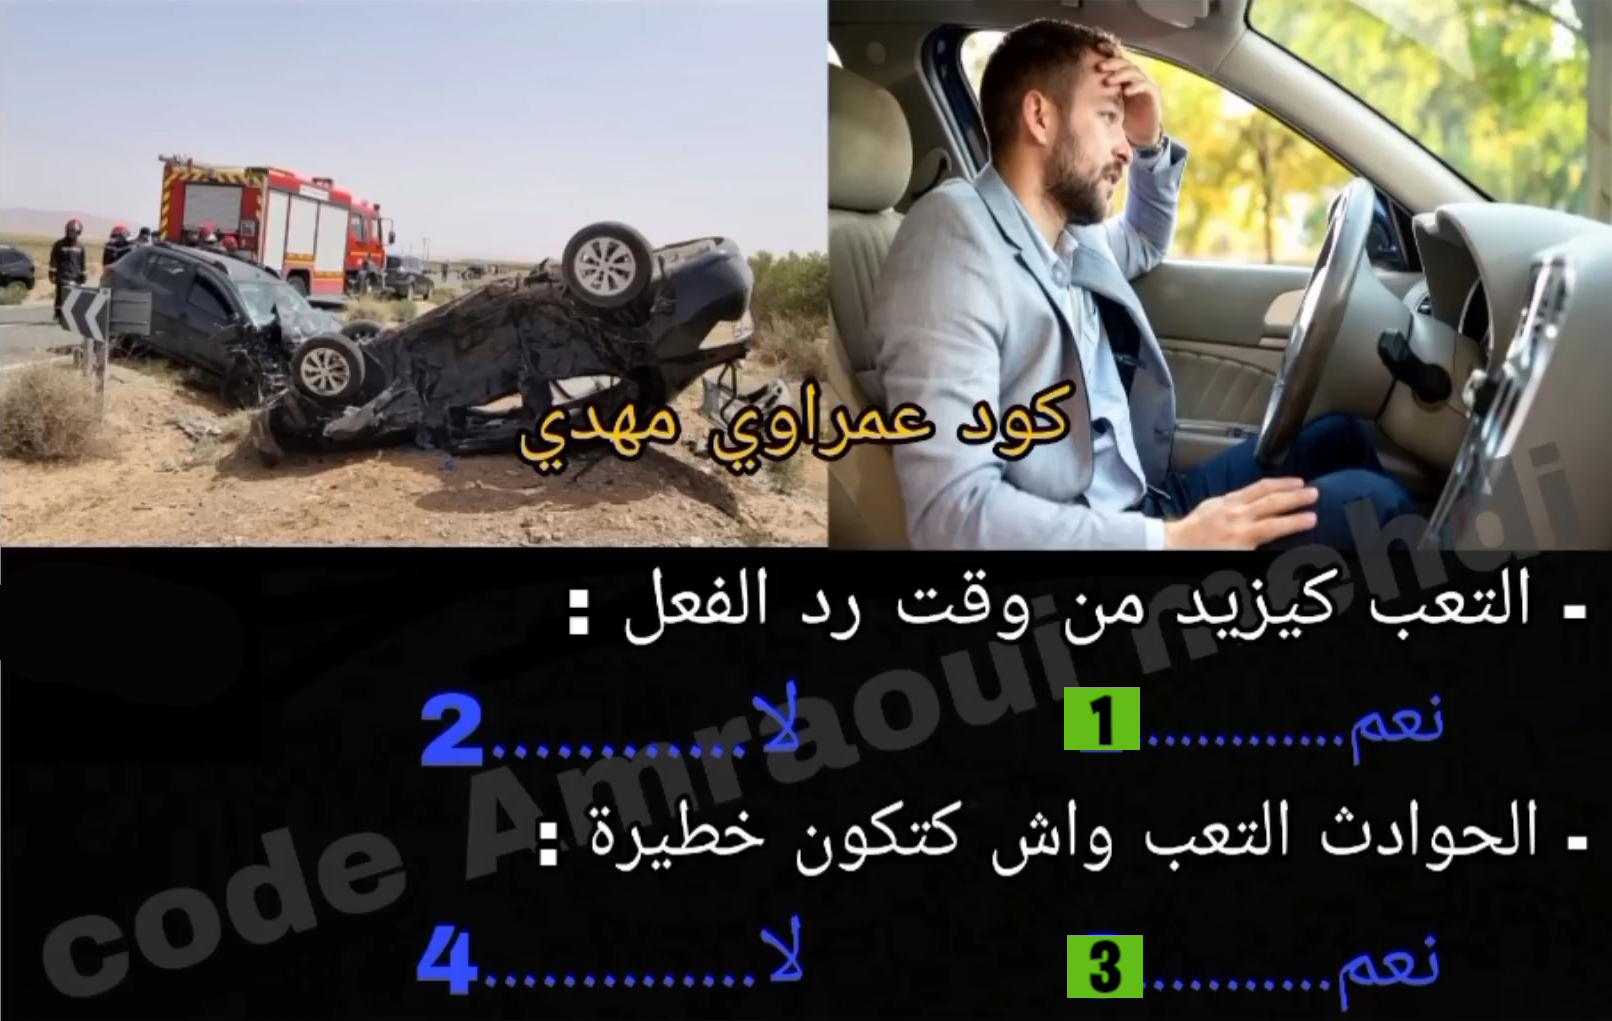 كود عمراوي مهدي
- التعب كيزيد من وقت رد الفعل :
نعم............1 لا.............2
- الحوادث التعب واش كتكون خطيرة :
نعم...........3 لا..............4
code Amraoui mehdi